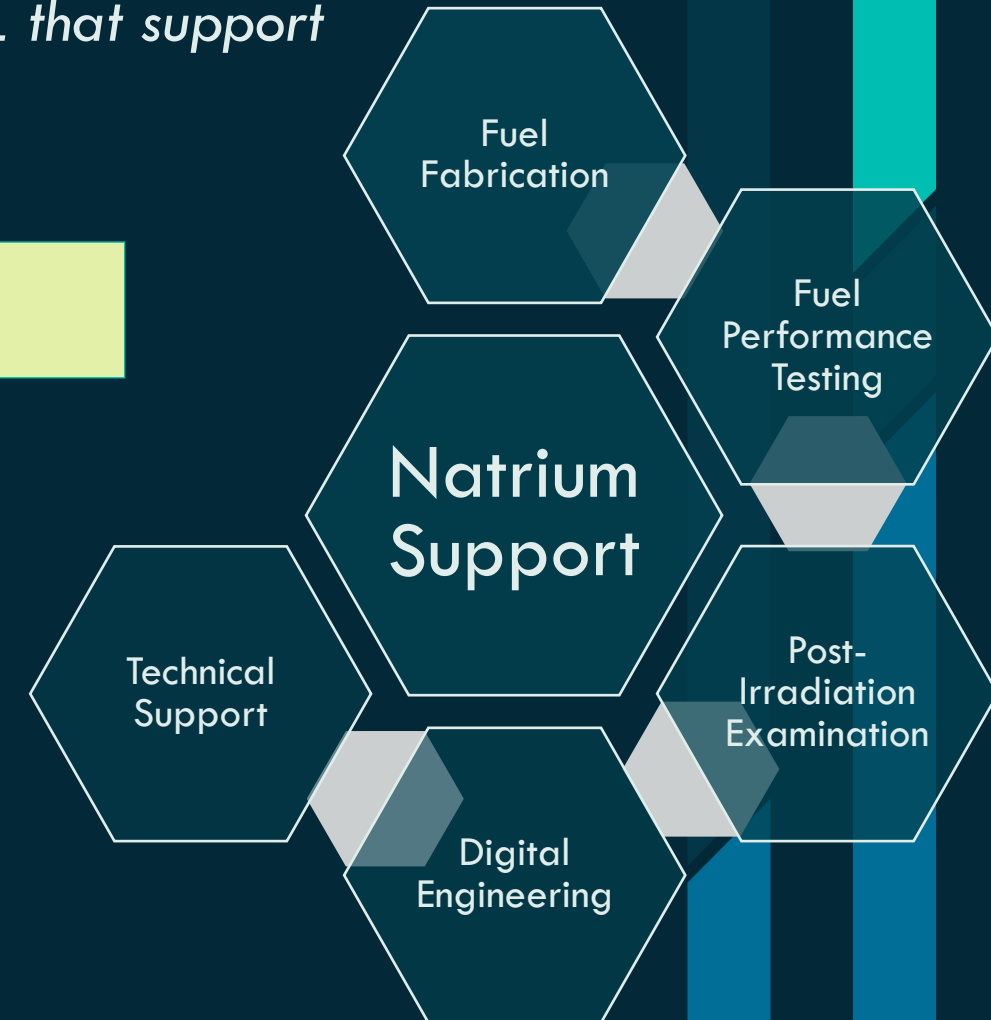 . that support
Fuel
Fabrication
Fuel
Performance
Testing
Natrium
Support
Post-
Irradiation
Examination
Technical
Support
Digital
Engineering